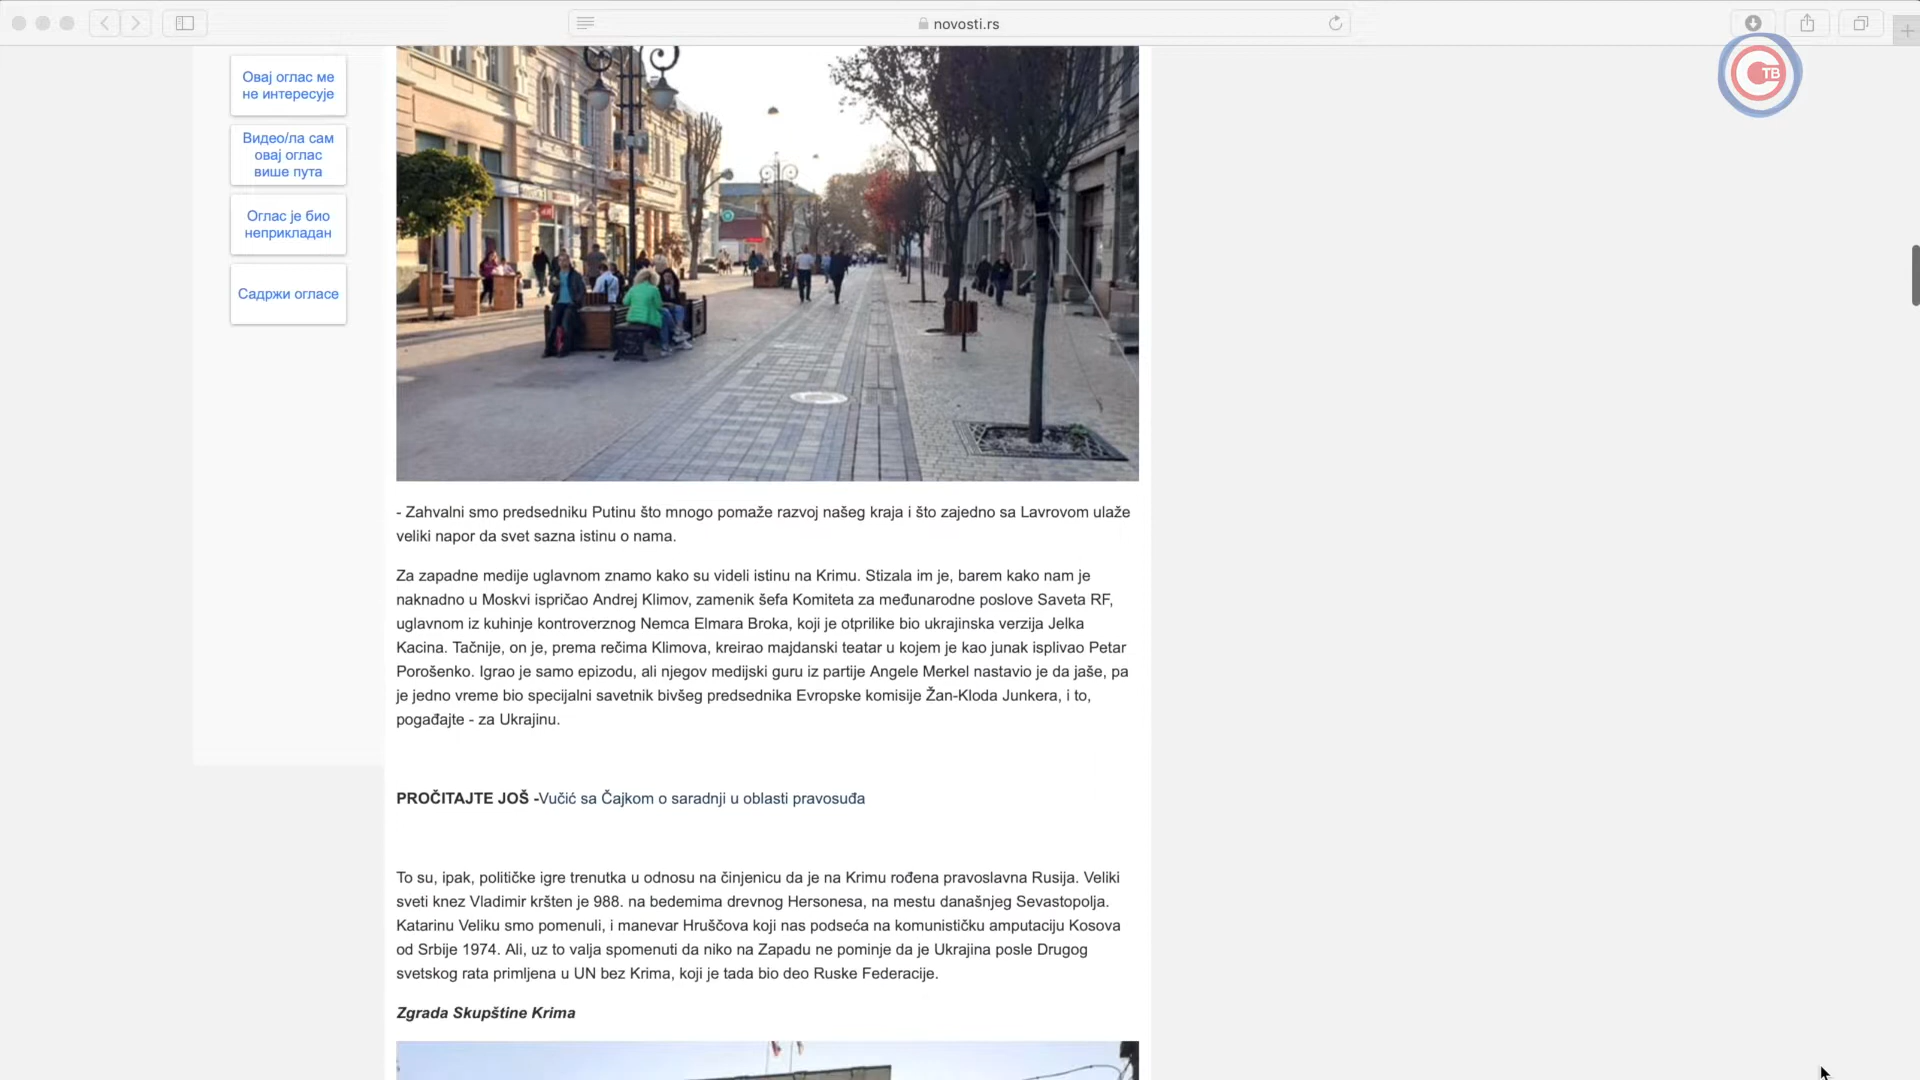 novosti.rs
ТВ
Овај оглас ме
не интересује
Видео/ла сам
овај оглас
више пута
Оглас је био
неприкладан
Садржи огласе
- Zahvalni smo predsedniku Putinu što mnogo pomaže razvoj našeg kraja i što zajedno sa Lavrovom ulaže
veliki napor da svet sazna istinu o nama.
Za zapadne medije uglavnom znamo kako su videli istinu na Krimu. Stizala im je, barem kako nam je
naknadno u Moskvi ispričao Andrej Klimov, zamenik šefa Komiteta za međunarodne poslove Saveta RF,
uglavnom iz kuhinje kontroverznog Nemca Elmara Broka, koji je otprilike bio ukrajinska verzija Jelka
Kacina. Tačnije, on je, prema rečima Klimova, kreirao majdanski teatar u kojem je kao junak isplivao Petar
Porošenko. Igrao je samo epizodu, ali njegov medijski guru iz partije Angele Merkel nastavio je da jaše, pa
je jedno vreme bio specijalni savetnik bivšeg predsednika Evropske komisije Žan-Kloda Junkera, i to,
pogađajte - za Ukrajinu.
PROČITAJTE JOŠ -Vučić sa Čajkom o saradnji u oblasti pravosuđa
To su, ipak, političke igre trenutka u odnosu na činjenicu da je na Krimu rođena pravoslavna Rusija. Veliki
sveti knez Vladimir kršten je 988. na bedemima drevnog Hersonesa, na mestu današnjeg Sevastopolja.
Katarinu Veliku smo pomenuli, i manevar Hruščova koji nas podseća na komunističku amputaciju Kosova
od Srbije 1974. Ali, uz to valja spomenuti da niko na Zapadu ne pominje da je Ukrajina posle Drugog
svetskog rata primljena u UN bez Krima, koji je tada bio deo Ruske Federacije.
Zgrada Skupštine Krima